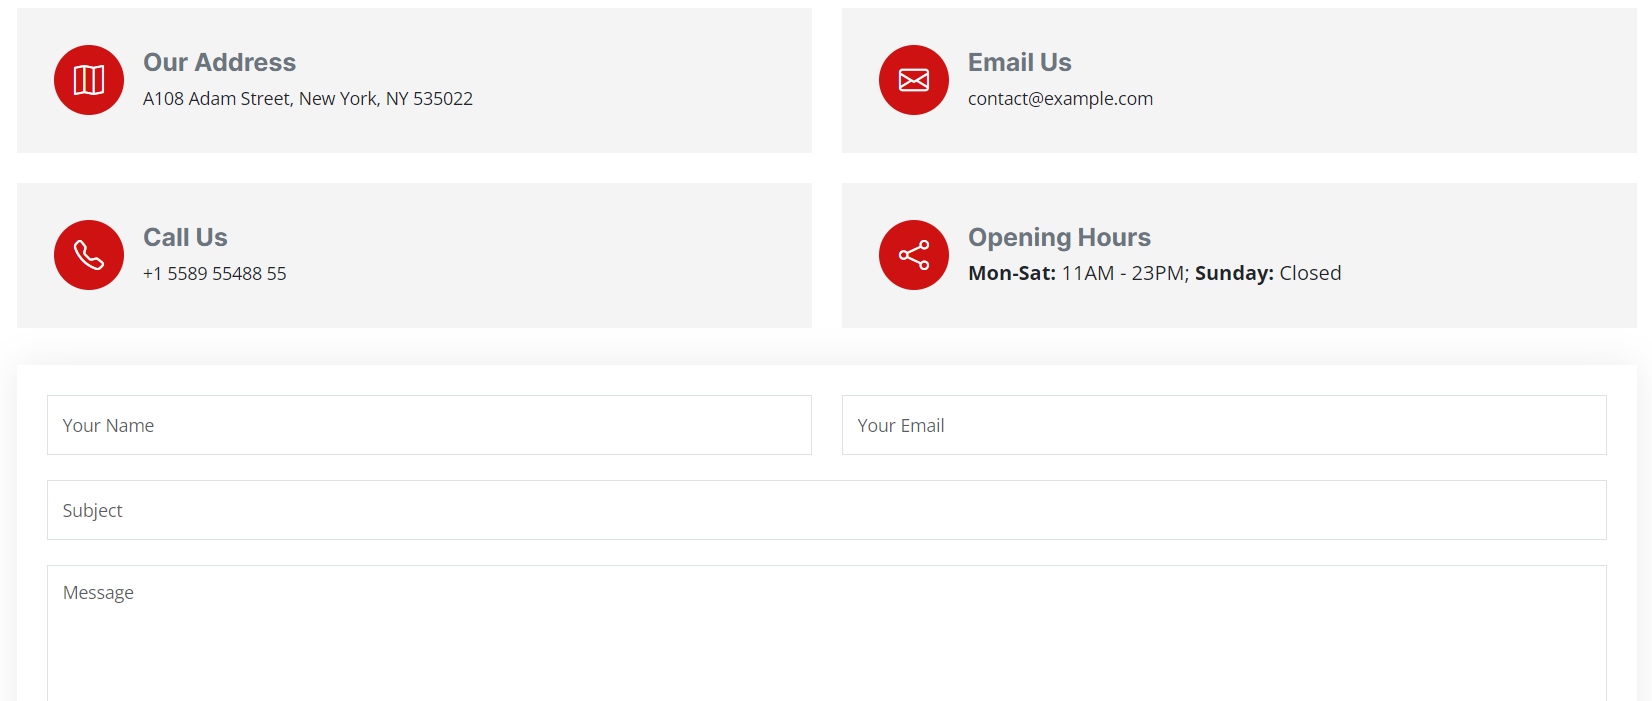 Our Address
A108 Adam Street, New York, NY 535022
Email Us
contact@example.com
Call Us
+1 5589 55488 55
Opening Hours
Mon-Sat: 11AM - 23PM; Sunday: Closed
Your Name
Your Email
Subject
Message